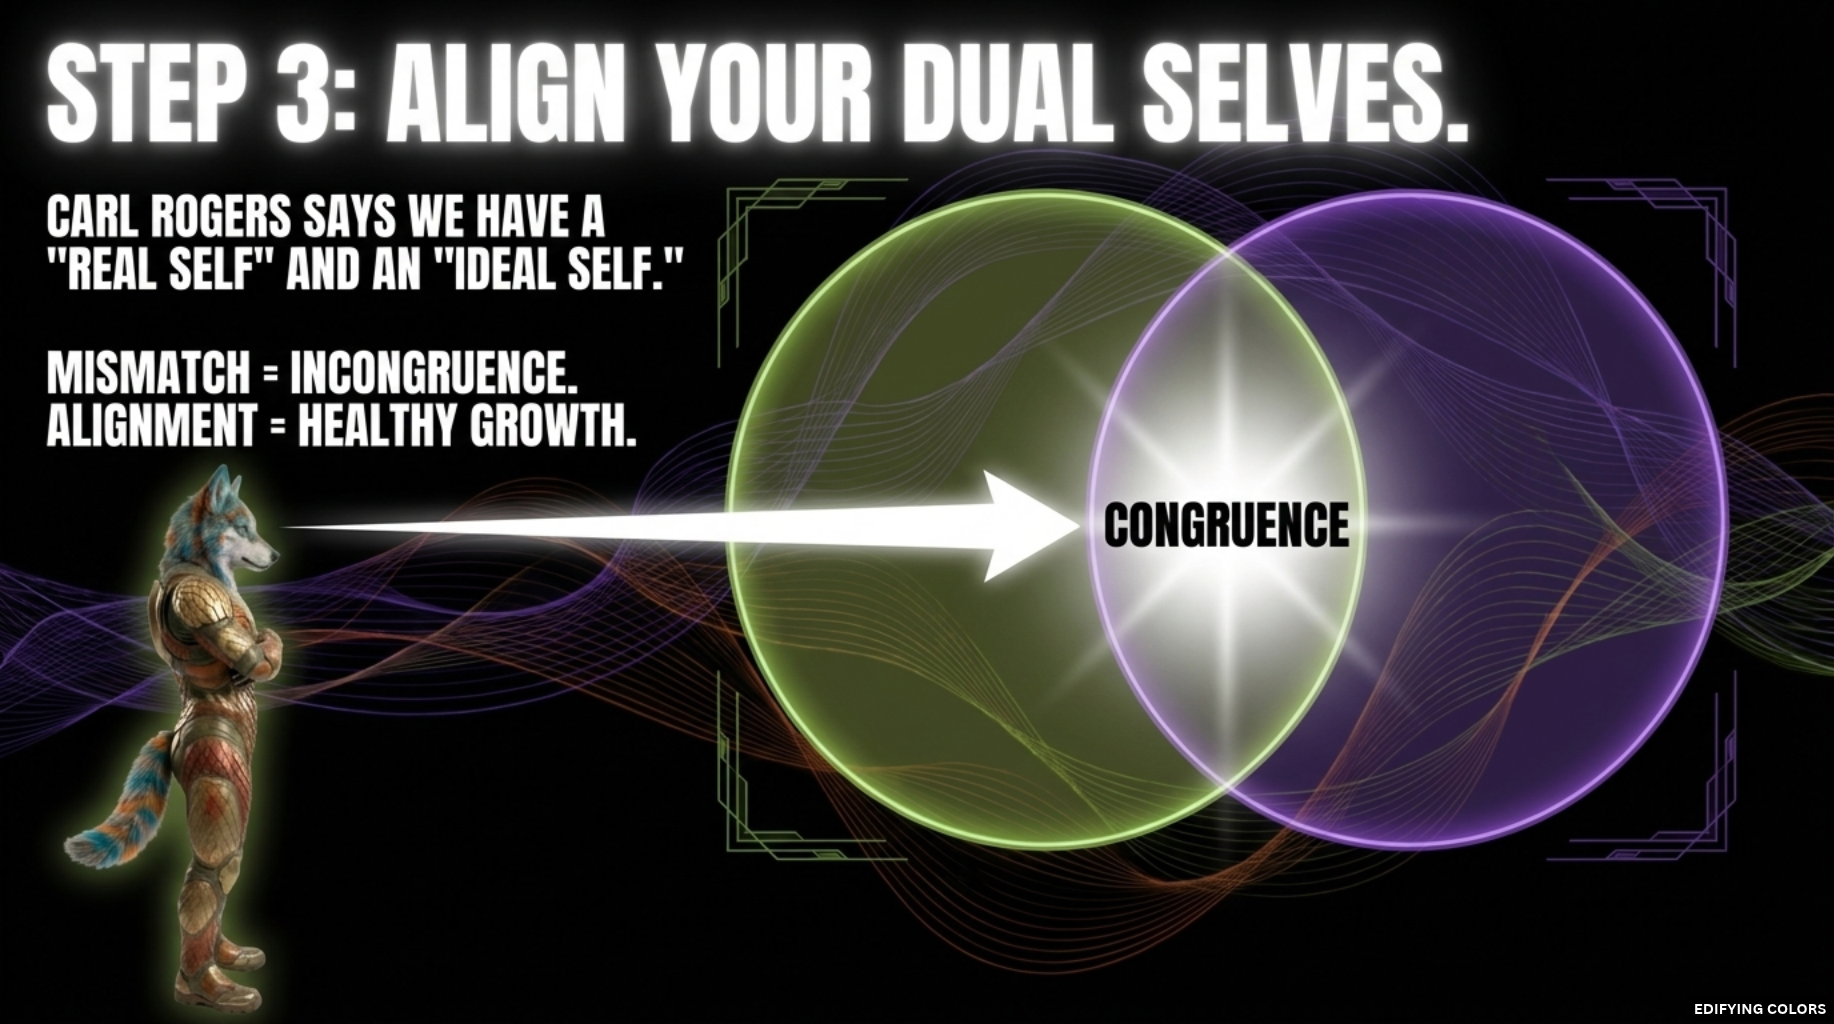 STEP 3: ALIGN YOUR DUAL SELVES.
CARL ROGERS SAYS WE HAVE A
"REAL SELF" AND AN "IDEAL SELF."
MISMATCH = INCONGRUENCE.
ALIGNMENT = HEALTHY GROWTH.
CONGRUENCE
EDIFYING COLORS